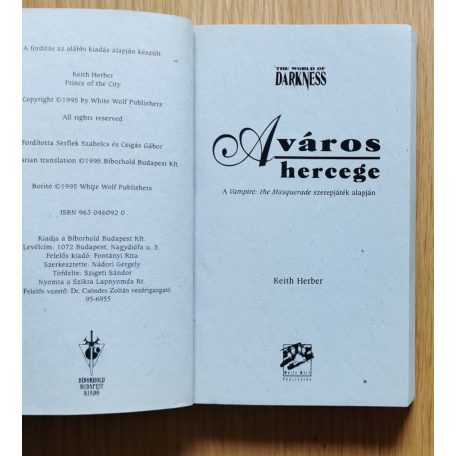 A fordítás az alábbi kiadás alapján készült:
Keith Herber
Prince of the City
Copyright ©1995 by White Wolf Publishers
All rights reserved
Fordította Serflek Szabolcs és Csigás Gábor
arian translation ©1995 Bíborhold Budapest Kft.
Borító ©1995 White Wolf Publishers
ISBN 963 046092 0
Kiadja a Bíborhold Budapest Kft.
Levélcím: 1072 Budapest, Nagydiófa u. 5.
Felelős kiadó: Fontányi Rita
Szerkesztette: Nádori Gergely
Tördelte: Szigeti Sándor
Nyomta a Szikra Lapnyomda Rt.
Felelős vezető: Dr. Csöndes Zoltán vezérigazgató
95-6955
BÍBORHOLD
BUDAPEST
KIADÓ
THE WORLD OF
DARKNESS
A város
hercege
A Vampire: the Masquerade szerepjáték alapján
Keith Herber
WHITE WOLF
PUBLISHING